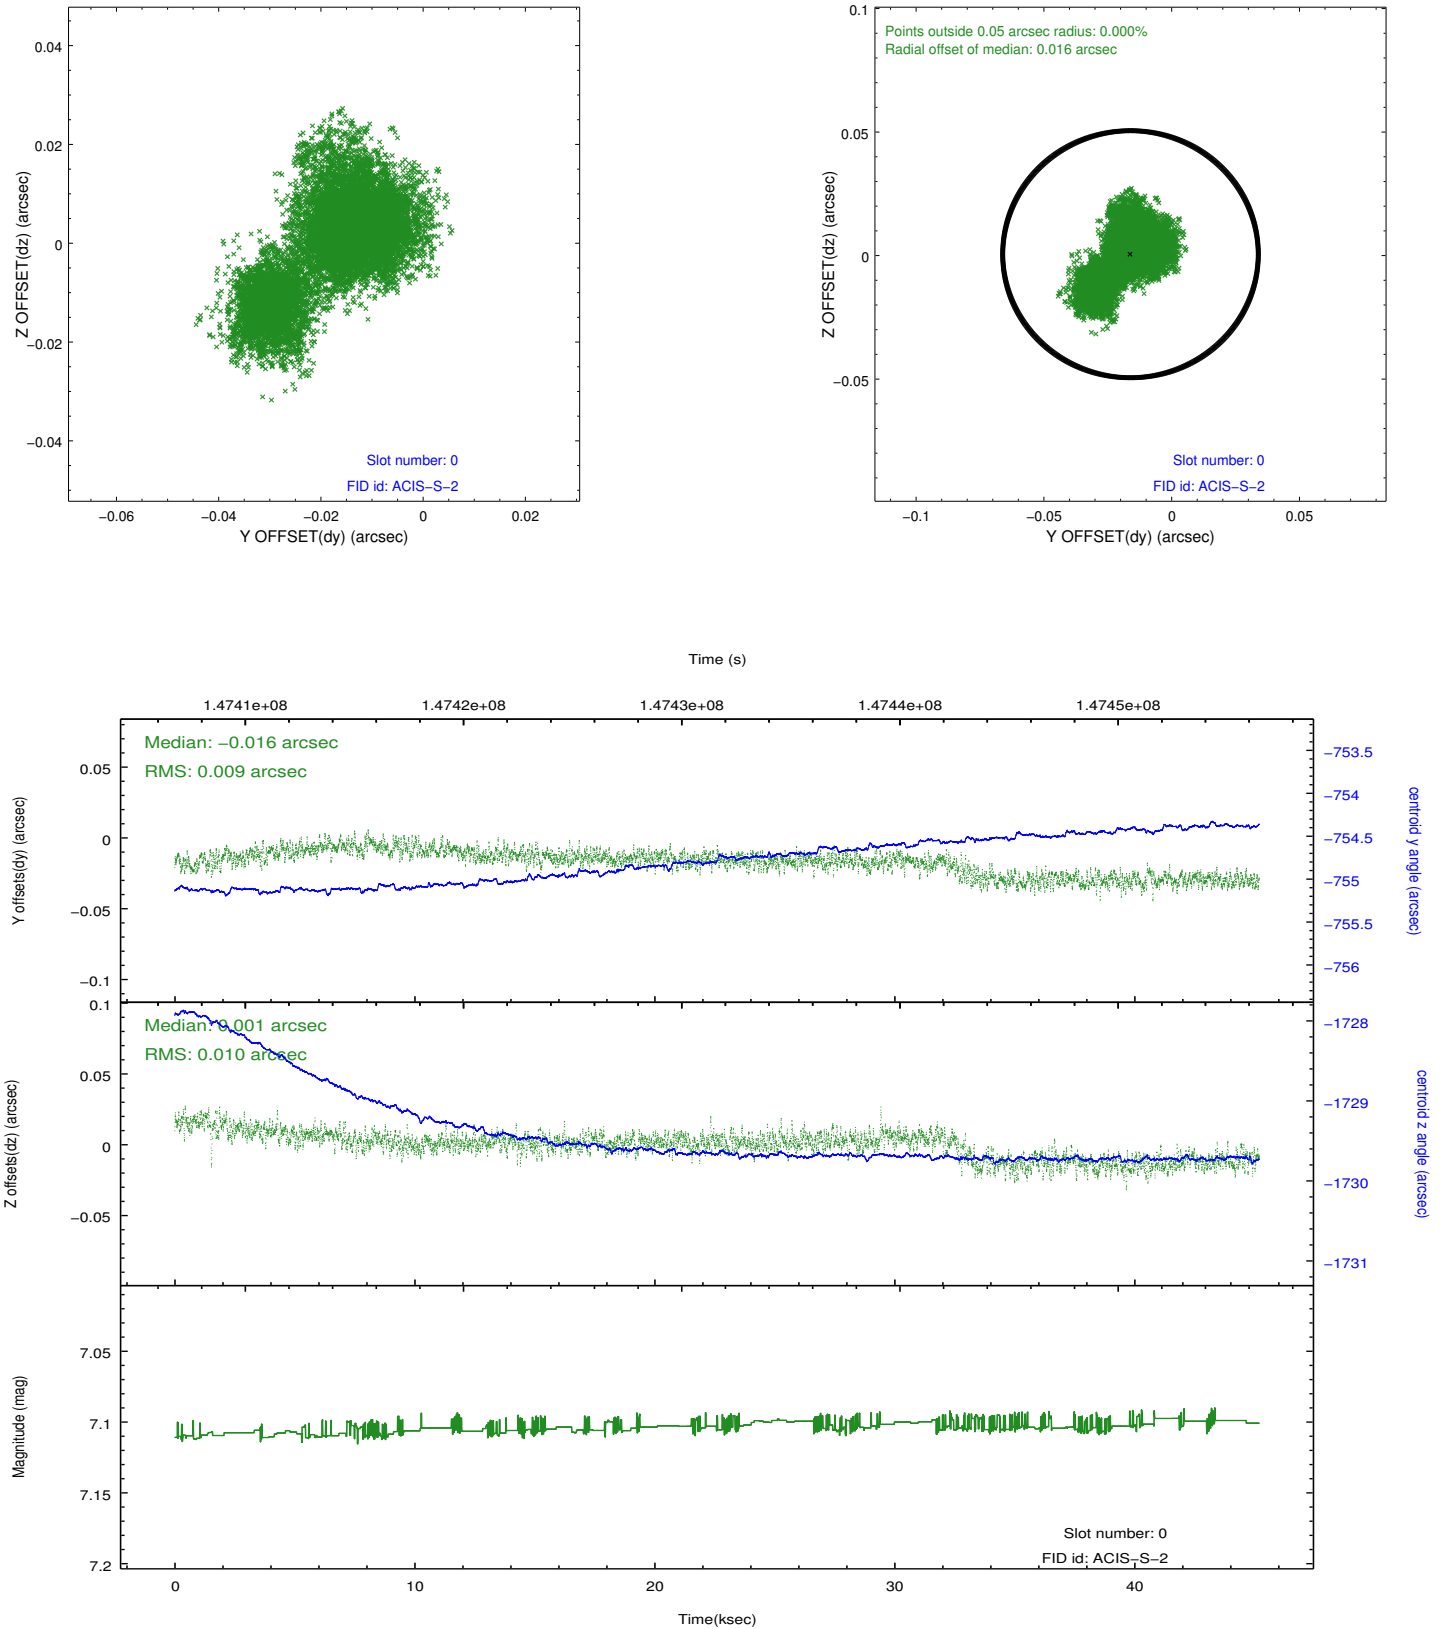 0.04
0.02
0
−0.02
−0.04
Z OFFSET(dz) (arcsec)
Slot number: 0
FID id: ACIS−S−2
−0.06
−0.04
−0.02
0
0.02
Y OFFSET(dy) (arcsec)
0.1
0.05
0
−0.05
Z OFFSET(dz) (arcsec)
Points outside 0.05 arcsec radius: 0.000%
Radial offset of median: 0.016 arcsec
Slot number: 0
FID id: ACIS−S−2
−0.1
−0.05
0
0.05
Y OFFSET(dy) (arcsec)
Time (s)
1.4741e+08
1.4742e+08
1.4743e+08
1.4744e+08
1.4745e+08
Median: −0.016 arcsec
RMS: 0.009 arcsec
0.05
0
−0.05
−0.1
Y offsets(dy) (arcsec)
−753.5
−754
−754.5
−755
−755.5
−756
centroid y angle (arcsec)
Median: 0.001 arcsec
RMS: 0.010 arcsec
0.1
0.05
0
−0.05
Z offsets(dz) (arcsec)
−1728
−1729
−1730
−1731
centroid z angle (arcsec)
7.05
7.1
7.15
7.2
Magnitude (mag)
Slot number: 0
FID id: ACIS−S−2
0
10
20
30
40
Time(ksec)